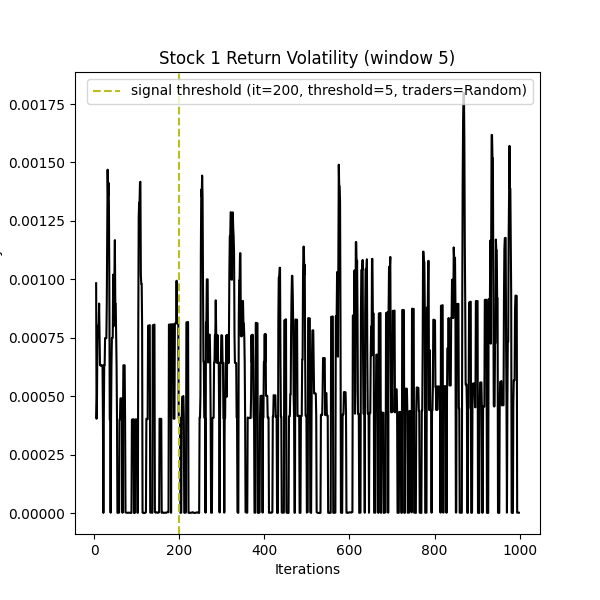 Stock 1 Return Volatility (window 5)
signal threshold (it=200, threshold=5, traders=Random)
0.00175
0.00150
0.00125
0.00100
0.00075
0.00050
0.00025
0.00000
0 200 400 600 800 1000
Iterations